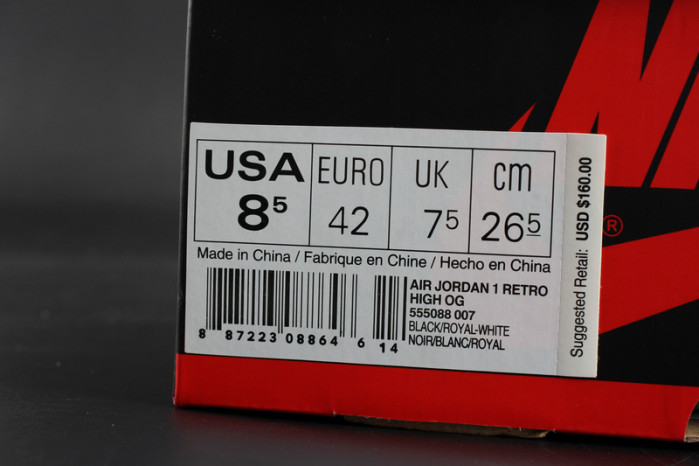 USA EURO UK cm
8⁵ 42 7⁵ 26⁵
Made in China / Fabrique en Chine / Hecho en China
AIR JORDAN 1 RETRO
HIGH OG
555088 007
BLACK/ROYAL-WHITE
NOIR/BLANC/ROYAL
8 87223 08864 6 14
Suggested Retail: USD $160.00
®